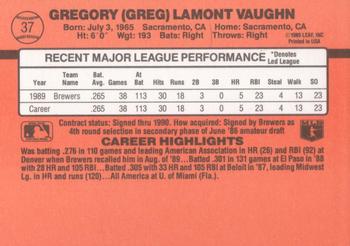 37
GREGORY (GREG) LAMONT VAUGHN
Born: July 3, 1965 Sacramento, CA Home: Sacramento, CA
Ht: 6' 0" Wgt: 193 Bats: Right Throws: Right
© 1989 LEAF, INC.
Printed in USA
RECENT MAJOR LEAGUE PERFORMANCE *Denotes Led League
Year Team Name BA Games AB R H 2B 3B HR RBI Steal W SO
1989 Brewers .265 38 113 30 3 0 5 23 4 13 23
Career .265 38 113 30 3 0 5 23 4 13 23
Contract status: Signed thru 1990. How acquired: Signed by Brewers as
4th round selection in secondary phase of June '86 amateur draft
CAREER HIGHLIGHTS
Was batting .276 in 110 games and leading American Association in HR (26) and RBI (92) at
Denver when Brewers recalled him in Aug. of '89...Batted .301 in 131 games at El Paso in '88
with 28 HR and 105 RBI...Batted .305 with 33 HR and 105 RBI at Beloit in '87, leading Midwest
Lg. in HR and runs (120)...All America at U. of Miami (Fla.).